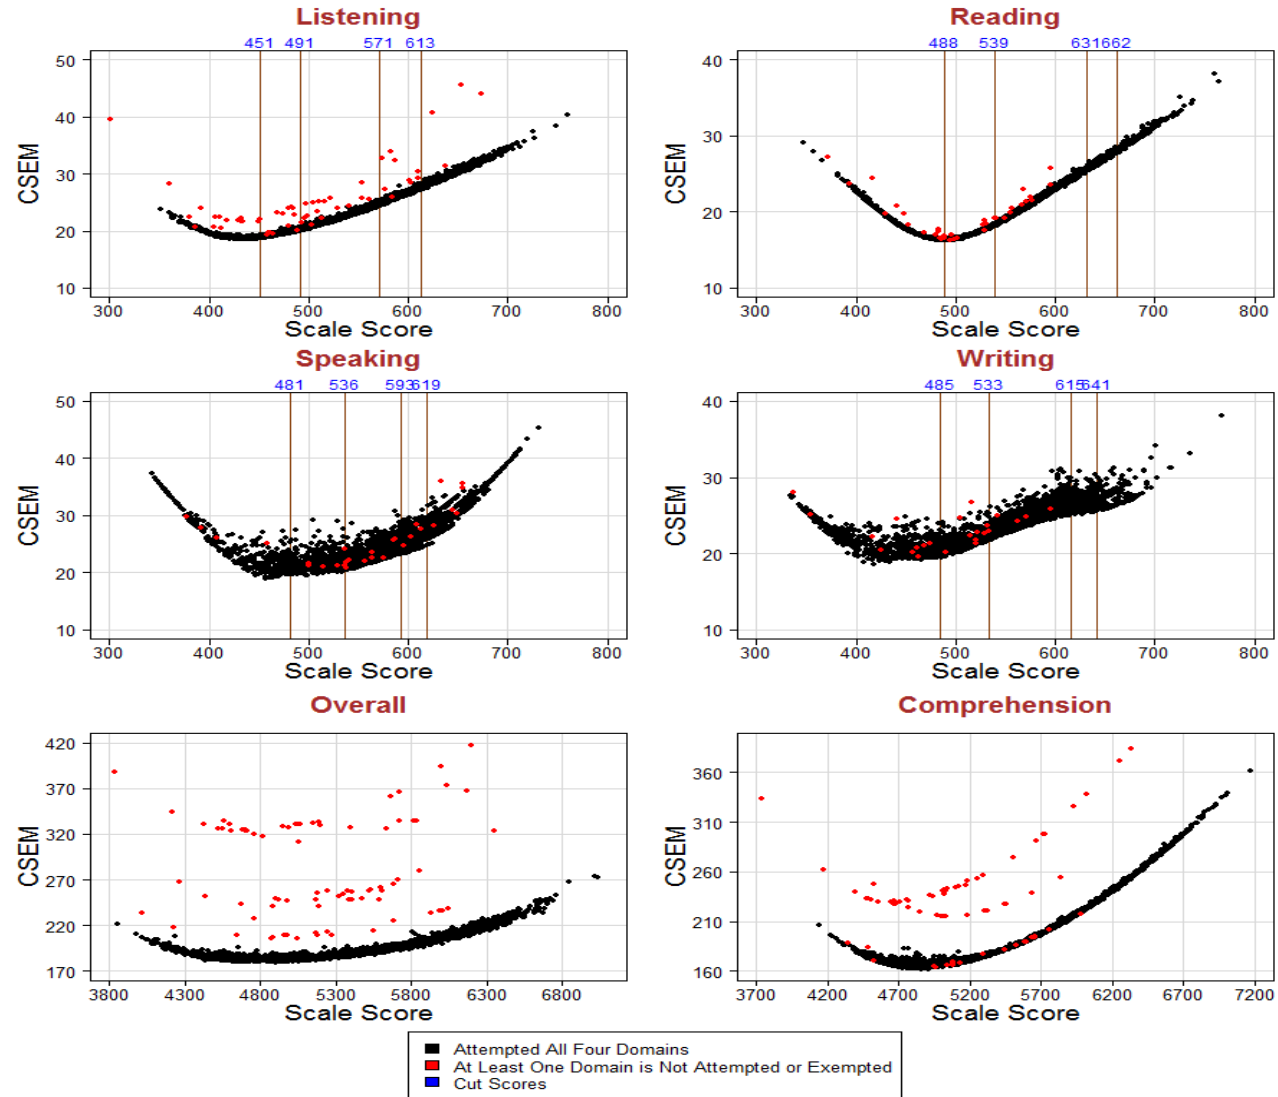 Listening
451 491 571 613
50
40
30
20
10
CSEM
300 400 500 600 700 800
Scale Score
Reading
488 539 631 662
40
30
20
10
CSEM
300 400 500 600 700 800
Scale Score
Speaking
481 536 593 619
50
40
30
20
10
CSEM
300 400 500 600 700 800
Scale Score
Writing
485 533 615 641
40
30
20
10
CSEM
300 400 500 600 700 800
Scale Score
Overall
420
370
320
270
220
170
CSEM
3800 4300 4800 5300 5800 6300 6800
Scale Score
Comprehension
360
310
260
210
160
CSEM
3700 4200 4700 5200 5700 6200 6700 7200
Scale Score
Attempted All Four Domains
At Least One Domain is Not Attempted or Exempted
Cut Scores